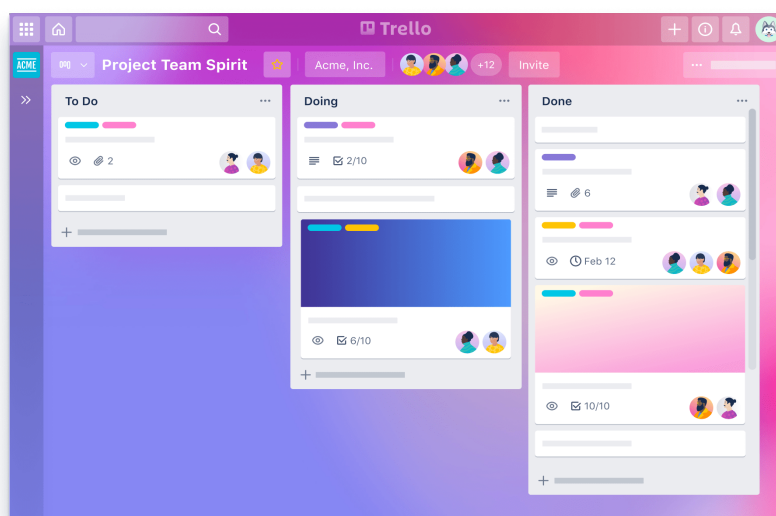 Trello
ACME
Project Team Spirit
Acme, Inc.
+12
Invite
To Do
2
Doing
2/10
6/10
Done
6
Feb 12
10/10